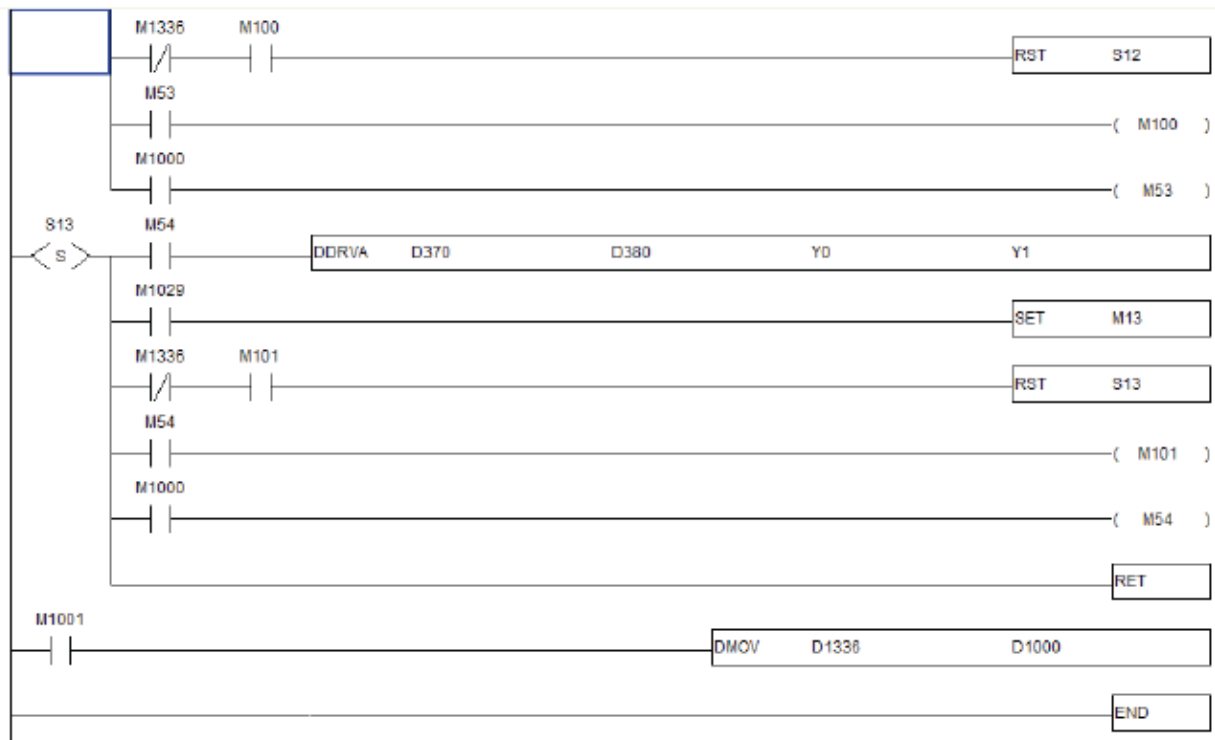 M1336 M100
RST S12
M53
( M100 )
M1000
( M53 )
S13 M54
S DDRVA D370 D380 Y0 Y1
M1029
SET M13
M1336 M101
RST S13
M54
( M101 )
M1000
( M54 )
RET
M1001
DMOV D1336 D1000
END